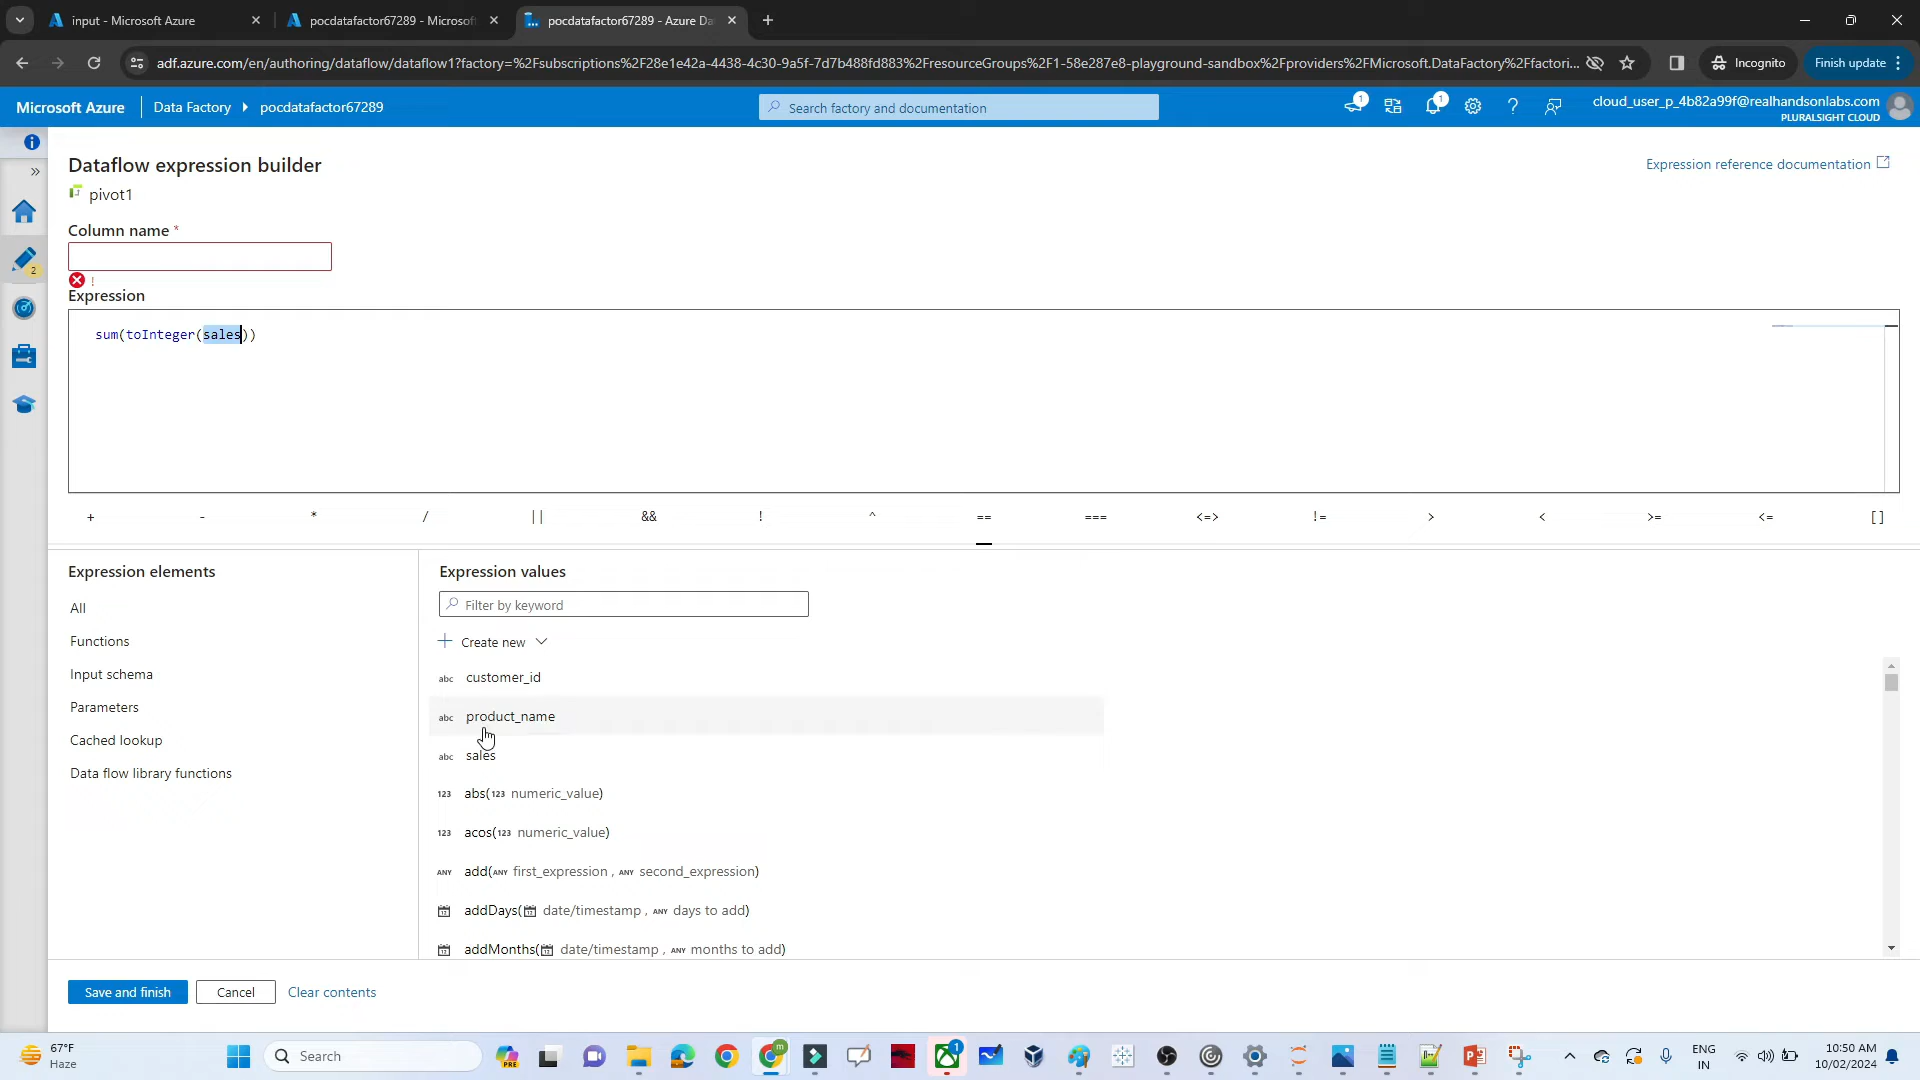 input - Microsoft Azure
pocdatafactor67289 - Microsof
pocdatafactor67289 - Azure Da
adf.azure.com/en/authoring/dataflow/dataflow1?factory=%2Fsubscriptions%2F28e1e42a-4438-4c30-9a5f-7d7b488fd883%2FresourceGroups%2F1-58e287e8-playground-sandbox%2Fproviders%2FMicrosoft.DataFactory%2Ffactori...
Incognito
Finish update
Microsoft Azure
Data Factory
pocdatafactor67289
Search factory and documentation
1
1
cloud_user_p_4b82a99f@realhandsonlabs.com
PLURALSIGHT CLOUD
Dataflow expression builder
Expression reference documentation
pivot1
Column name *
2
!
Expression
sum(toInteger(sales))
+ - * / || && ! ^ == === <=> != > < >= <= []
Expression elements
All
Functions
Input schema
Parameters
Cached lookup
Data flow library functions
Expression values
Filter by keyword
Create new
abc customer_id
abc product_name
abc sales
123 abs(123 numeric_value)
123 acos(123 numeric_value)
ANY add(ANY first_expression , ANY second_expression)
addDays( date/timestamp , ANY days to add)
addMonths( date/timestamp , ANY months to add)
Save and finish
Cancel
Clear contents
67°F
Haze
Search
PRE
m
1
ENG
IN
10:50 AM
10/02/2024